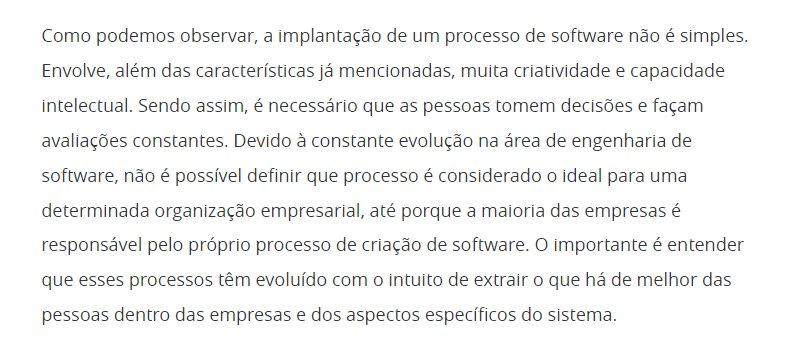 Como podemos observar, a implantação de um processo de software não é simples.
Envolve, além das características já mencionadas, muita criatividade e capacidade
intelectual. Sendo assim, é necessário que as pessoas tomem decisões e façam
avaliações constantes. Devido à constante evolução na área de engenharia de
software, não é possível definir que processo é considerado o ideal para uma
determinada organização empresarial, até porque a maioria das empresas é
responsável pelo próprio processo de criação de software. O importante é entender
que esses processos têm evoluído com o intuito de extrair o que há de melhor das
pessoas dentro das empresas e dos aspectos específicos do sistema.